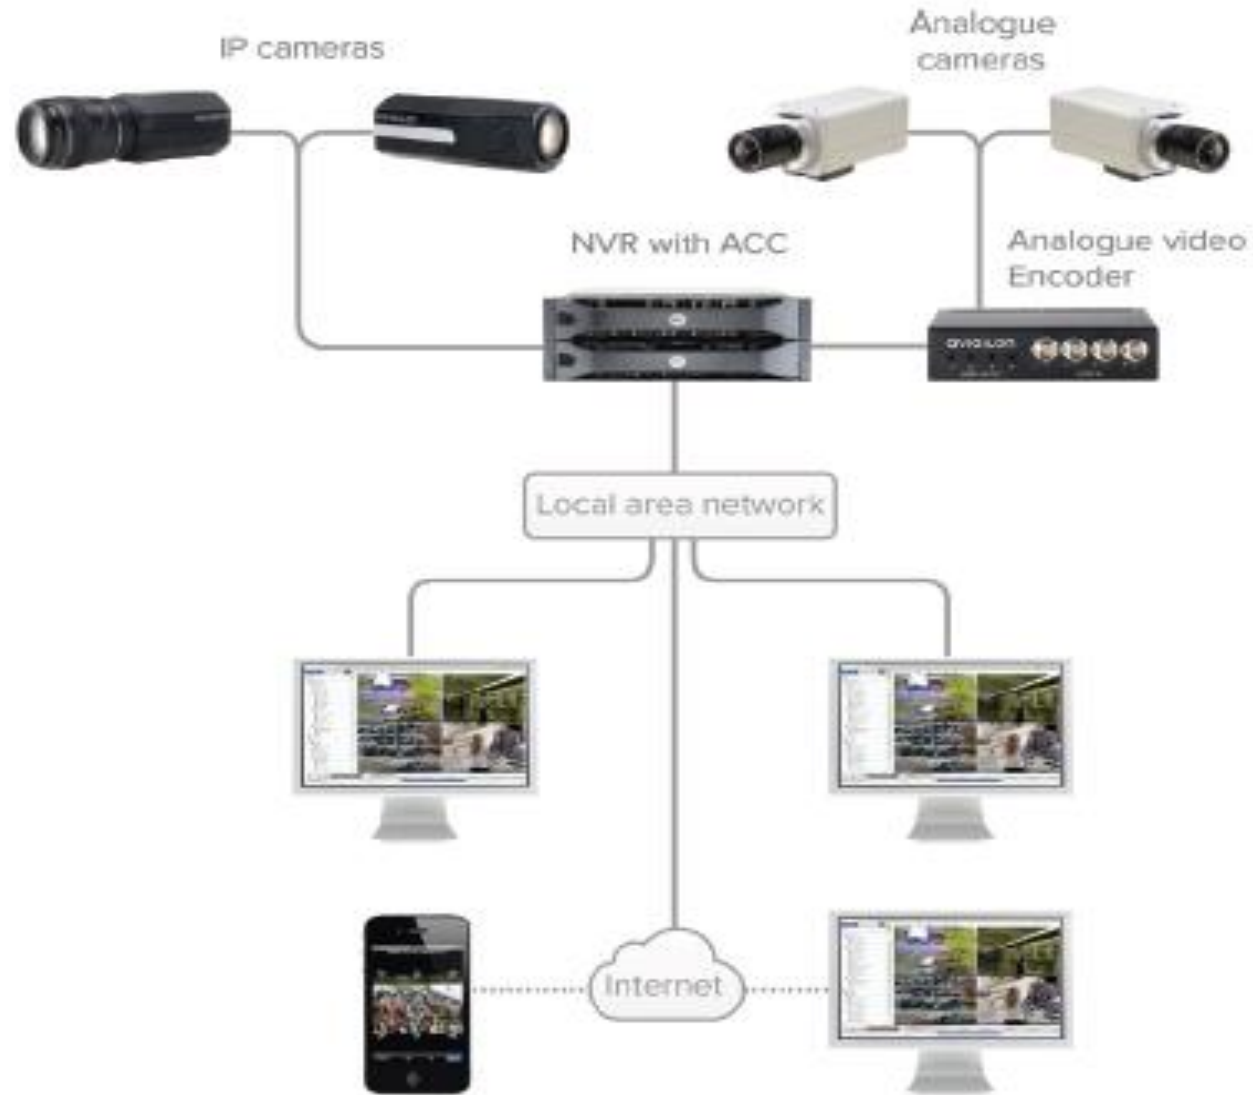 IP cameras
Analogue
cameras
NVR with ACC
Analogue video
Encoder
avigilon
Local area network
Internet